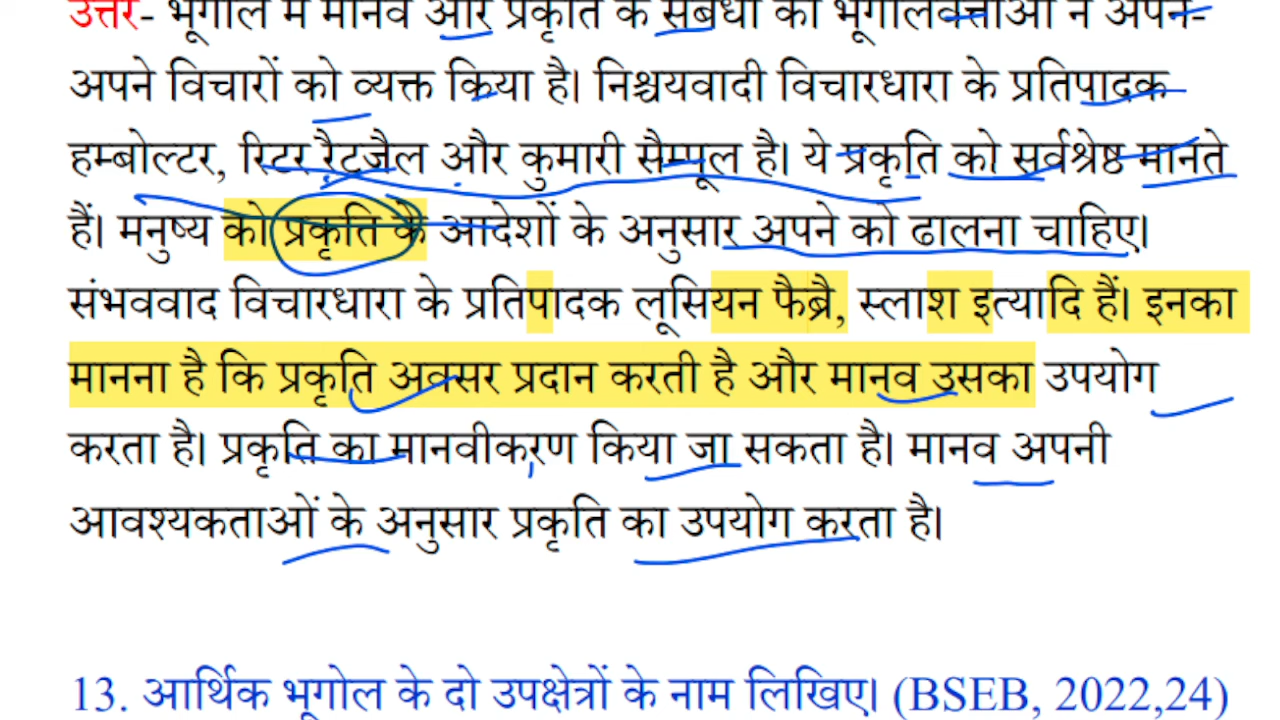 उत्तर- भूगोल में मानव और प्रकृति के संबंधों को भूगोलवेत्ताओं ने अपने-
अपने विचारों को व्यक्त किया है। निश्चयवादी विचारधारा के प्रतिपादक
हम्बोल्टर, रिटर रैटजैल और कुमारी सैम्पूल है। ये प्रकृति को सर्वश्रेष्ठ मानते
हैं। मनुष्य को प्रकृति के आदेशों के अनुसार अपने को ढालना चाहिए।
संभववाद विचारधारा के प्रतिपादक लूसियन फैब्रै, स्लाश इत्यादि हैं। इनका
मानना है कि प्रकृति अवसर प्रदान करती है और मानव उसका उपयोग
करता है। प्रकृति का मानवीकरण किया जा सकता है। मानव अपनी
आवश्यकताओं के अनुसार प्रकृति का उपयोग करता है।
13. आर्थिक भूगोल के दो उपक्षेत्रों के नाम लिखिए। (BSEB, 2022,24)